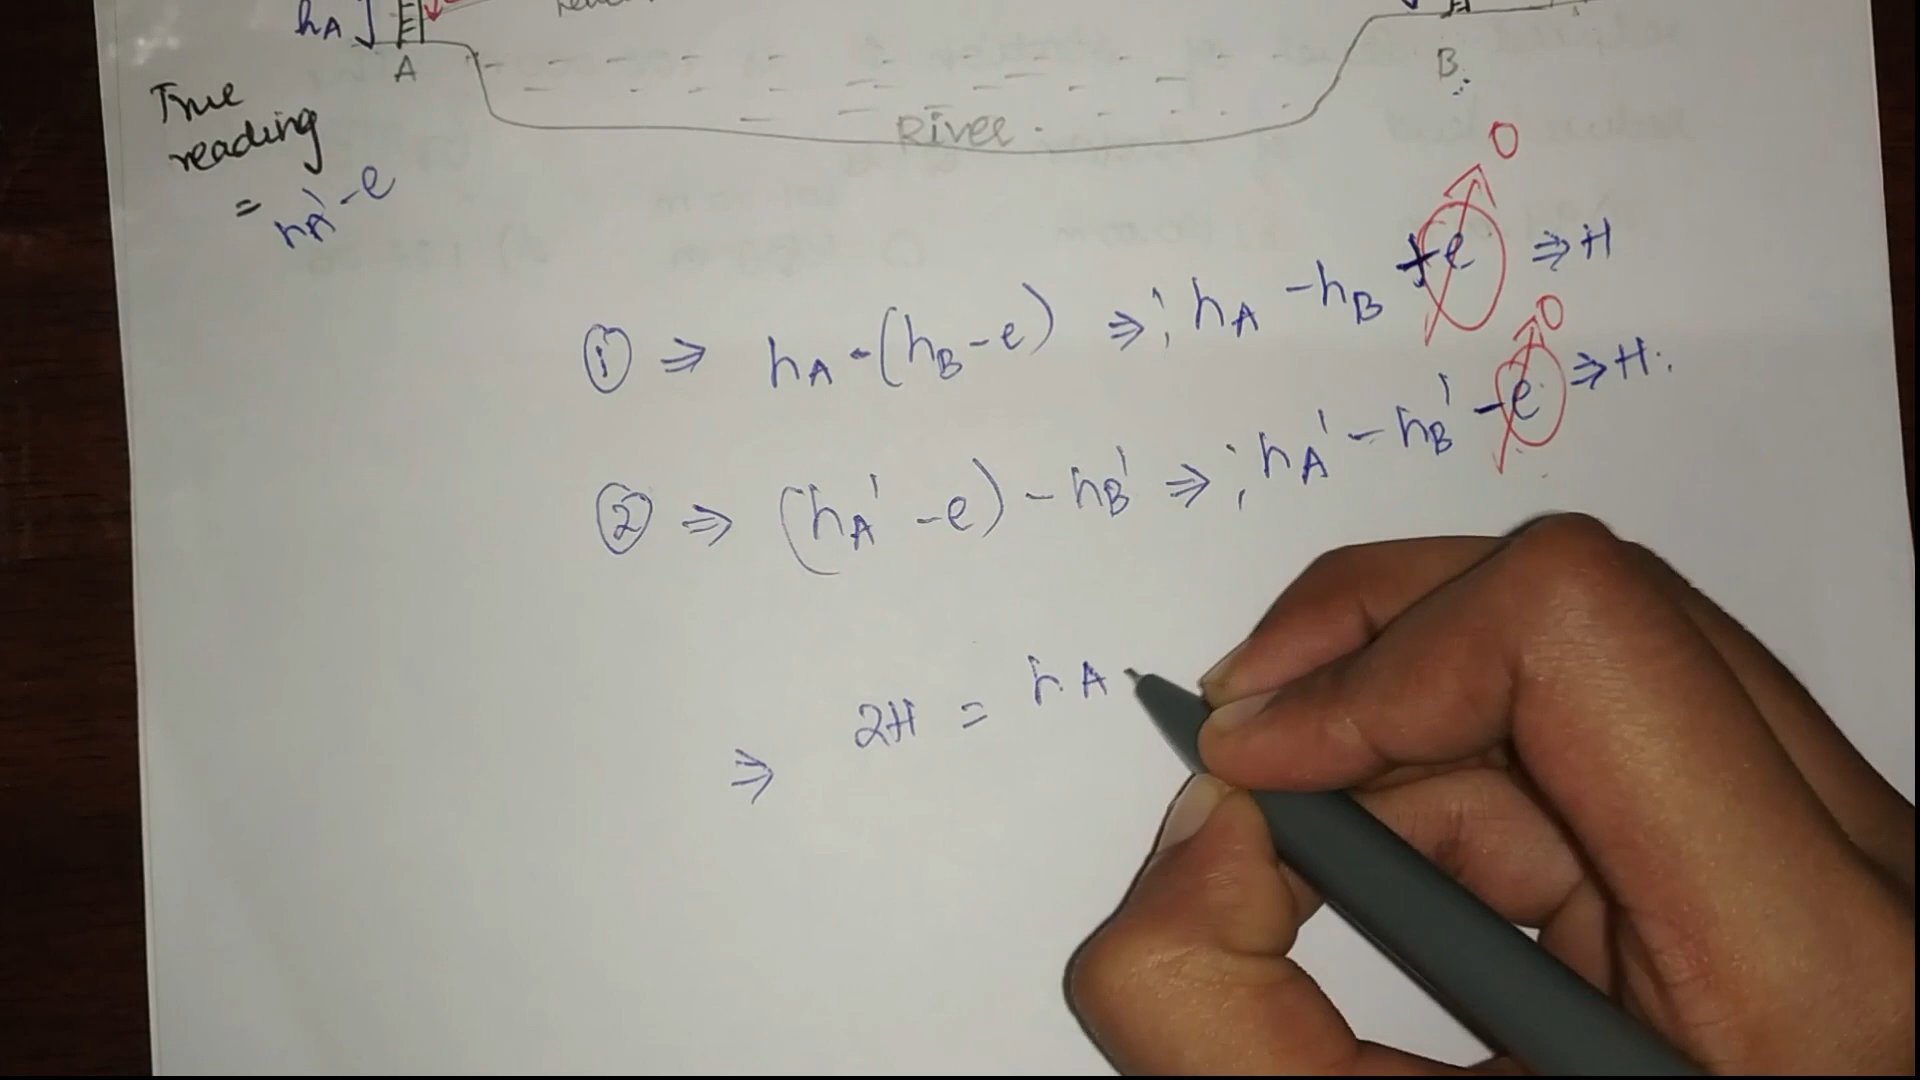 hA
A
B
River
True
reading
= hA' - e
0
① ⇒ hA - (hB - e) ⇒ ; hA - hB + e ⇒ H
0
② ⇒ (hA' - e) - hB' ⇒ ; hA' - hB' - e ⇒ H.
⇒ 2H = hA